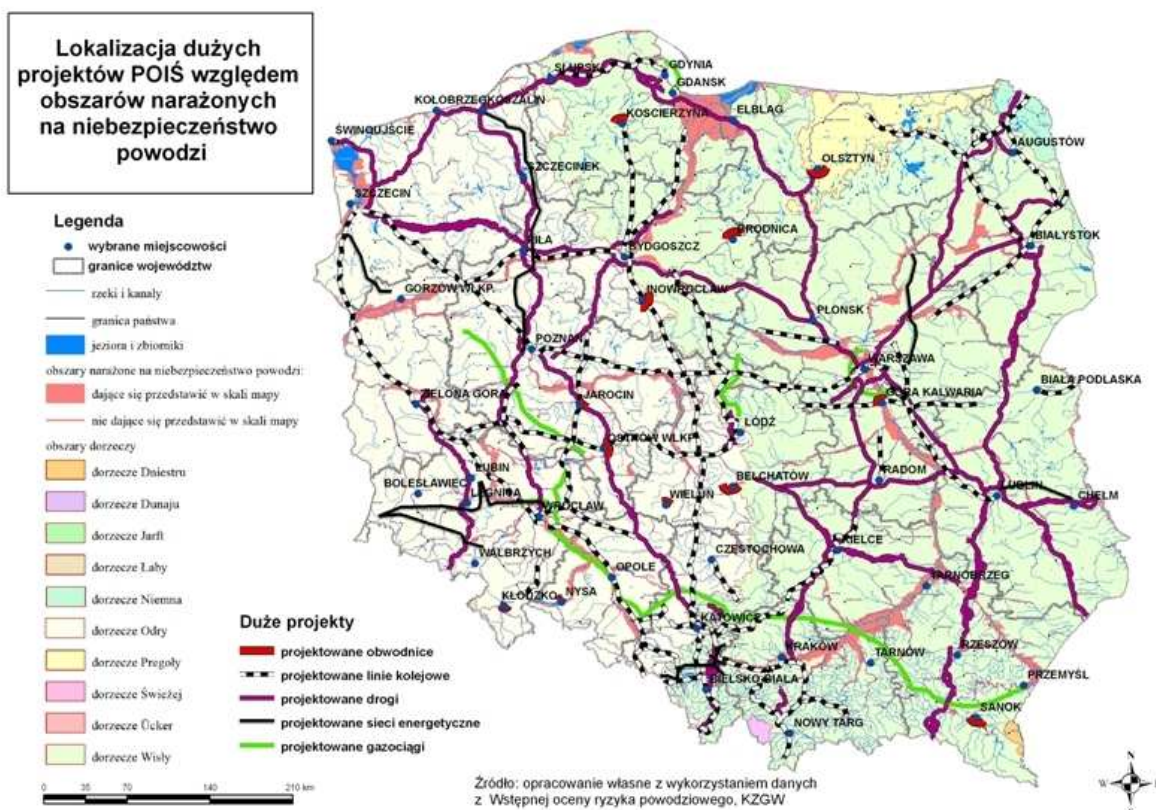 Lokalizacja dużych
projektów POIŚ względem
obszarów narażonych
na niebezpieczeństwo
powodzi
Legenda
wybrane miejscowości
granice województw
rzeki i kanały
granica państwa
jeziora i zbiorniki
obszary narażone na niebezpieczeństwo powodzi:
dające się przedstawić w skali mapy
nie dające się przedstawić w skali mapy
obszary dorzeczy
dorzecze Dniestru
dorzecze Dunaju
dorzecze Jarft
dorzecze Łaby
dorzecze Niemna
dorzecze Odry
dorzecze Pregoły
dorzecze Świeżej
dorzecze Ücker
dorzecze Wisły
0 35 70 140 210 km
Duże projekty
projektowane obwodnice
projektowane linie kolejowe
projektowane drogi
projektowane sieci energetyczne
projektowane gazociągi
SŁUPSK
GDYNIA
GDAŃSK
KOŁOBRZEG
KOSZALIN
KOŚCIERZYNA
ELBLĄG
ŚWINOUJŚCIE
AUGUSTÓW
SZCZECINEK
OLSZTYN
SZCZECIN
BRODNICA
BIAŁYSTOK
PIŁA
BYDGOSZCZ
GORZÓW WLKP.
INOWROCŁAW
PŁOŃSK
POZNAŃ
WARSZAWA
BIAŁA PODLASKA
ZIELONA GÓRA
JAROCIN
GÓRA KALWARIA
ŁÓDŹ
OSTRÓW WLKP.
LUBIN
BEŁCHATÓW
RADOM
BOLESŁAWIEC
LEGNICA
WIELUŃ
LUBLIN
CHEŁM
WROCŁAW
KIELCE
WAŁBRZYCH
CZĘSTOCHOWA
OPOLE
TARNOBRZEG
KŁODZKO
NYSA
KATOWICE
KRAKÓW
TARNÓW
RZESZÓW
BIELSKO-BIAŁA
PRZEMYŚL
NOWY TARG
SANOK
Źródło: opracowanie własne z wykorzystaniem danych
z Wstępnej oceny ryzyka powodziowego, KZGW
N
W